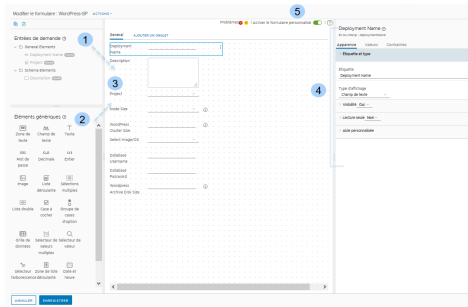 Modifier le formulaire : WordPress-BP ACTIONS
Entrées de demande
General Elements
Deployment Name
Project
Schema Elements
Description
Éléments génériques
Zone de texte
Champ de texte
Texte
Mot de passe
Décimale
Entier
Image
Liste déroulante
Sélections multiples
Liste double
Case à cocher
Groupe de cases d'option
Grille de données
Sélecteur de valeurs multiples
Sélecteur de valeur
Sélecteur d'arborescence
Zone de liste déroulante
Date et heure
General
AJOUTER UN ONGLET
Deployment Name
Description
Project
Node Size
WordPress Cluster Size
Select Image/OS
Database Username
Database Password
Wordpress Archive Disk Size
Activer le formulaire personnalisé
Deployment Name
Apparence Valeurs Contraintes
Étiquette et type
Étiquette
Deployment Name
Type d'affichage
Champ de texte
Visibilité Oui
Lecture seule Non
Aide personnalisée
1
2
3
4
5
ANNULER
ENREGISTRER